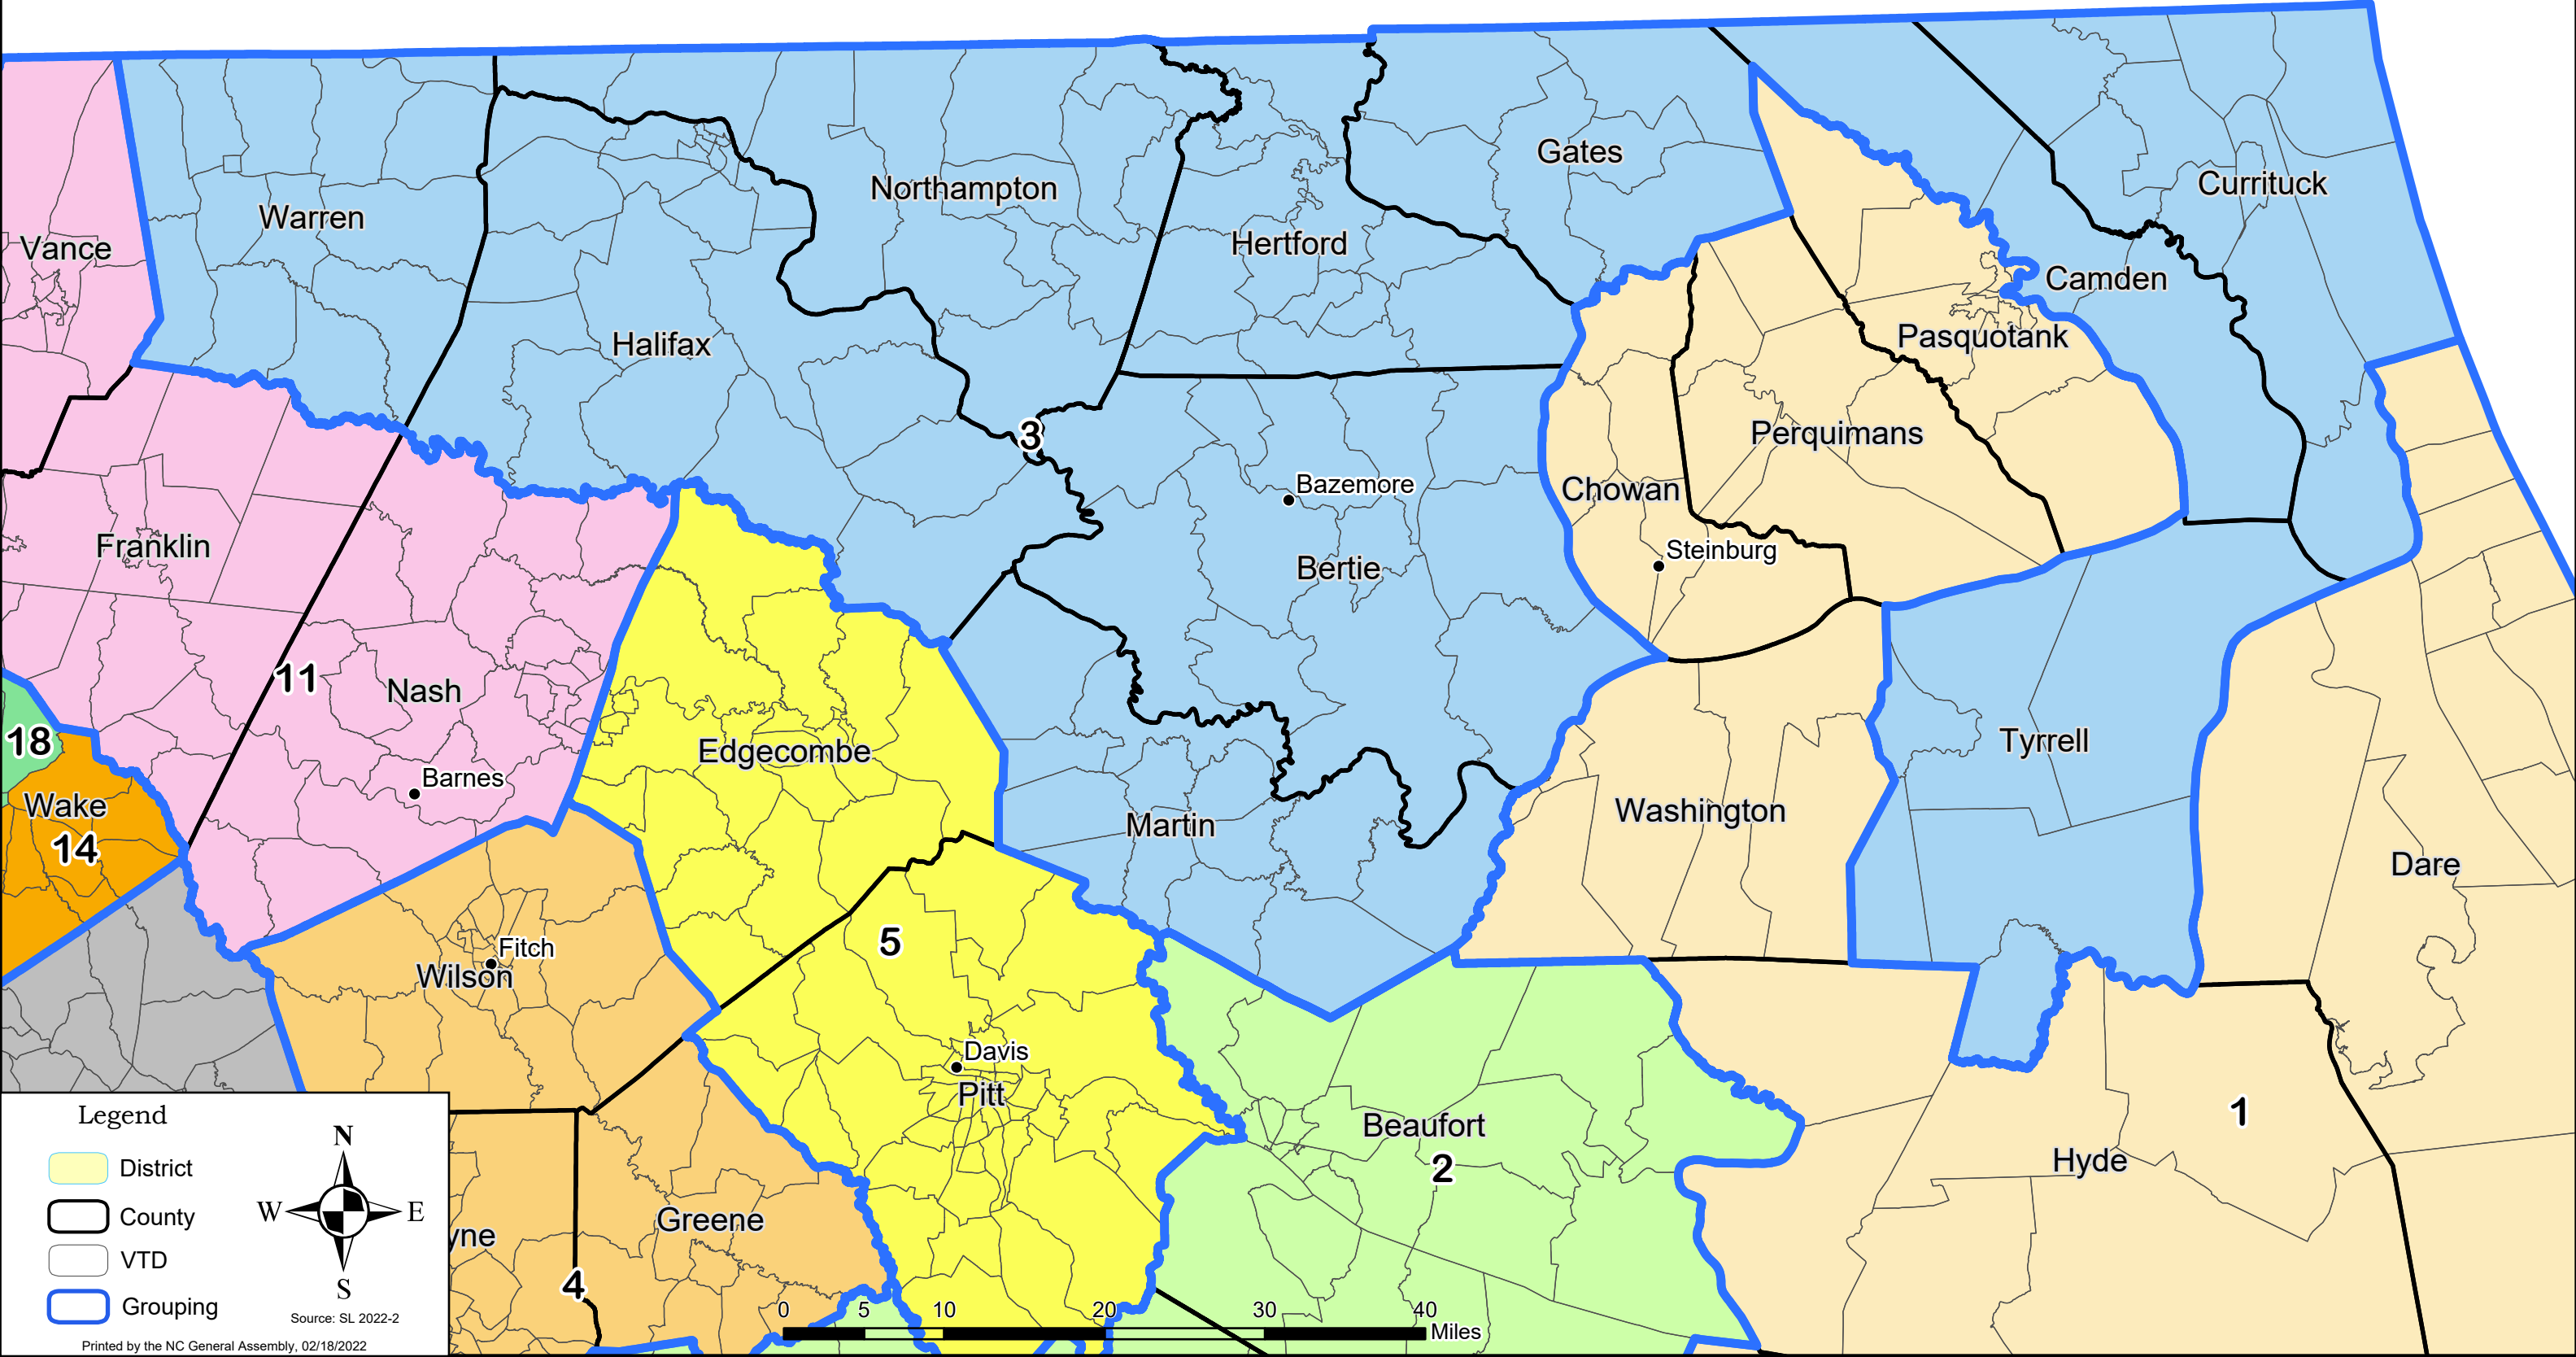 Gates
Currituck
Northampton
Warren
Hertford
Vance
Camden
Pasquotank
Halifax
3
Perquimans
Bazemore
Chowan
Franklin
Steinburg
Bertie
11
Nash
18
Edgecombe
Tyrrell
Barnes
Wake
Washington
Martin
14
Dare
5
Fitch
Wilson
Davis
Pitt
Beaufort
2
1
Hyde
Greene
yne
4
Legend
District
County
VTD
Grouping
N
W
E
S
Source: SL 2022-2
Printed by the NC General Assembly, 02/18/2022
0 5 10 20 30 40
Miles